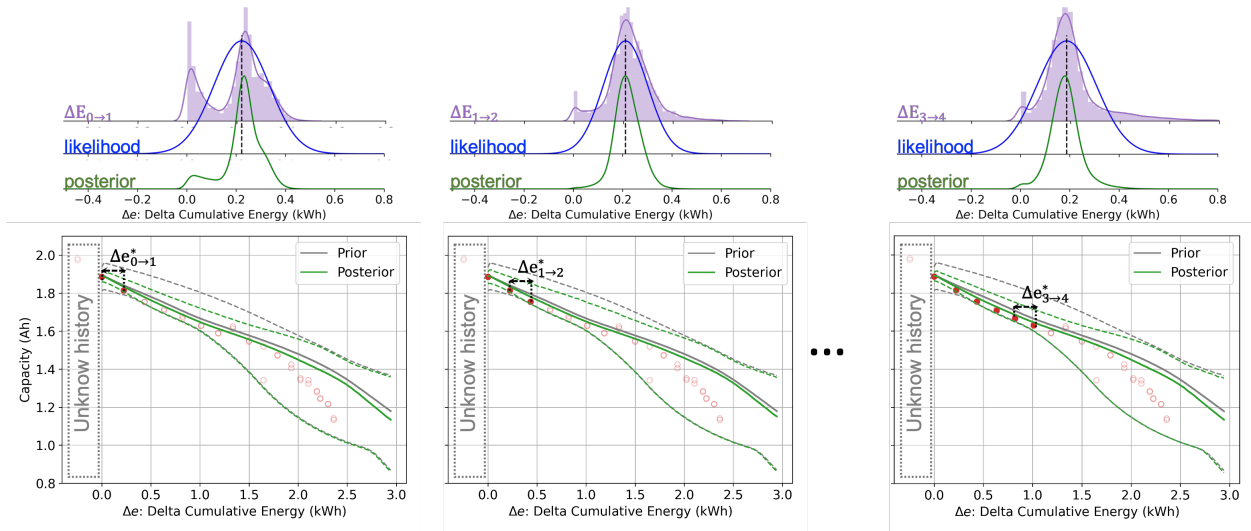 ΔE₀→₁
likelihood
posterior
−0.4 −0.2 0.0 0.2 0.4 0.6 0.8
Δe: Delta Cumulative Energy (kWh)
ΔE₁→₂
likelihood
posterior
−0.4 −0.2 0.0 0.2 0.4 0.6 0.8
Δe: Delta Cumulative Energy (kWh)
ΔE₃→₄
likelihood
posterior
−0.4 −0.2 0.0 0.2 0.4 0.6 0.8
Δe: Delta Cumulative Energy (kWh)
Capacity (Ah)
2.0
1.8
1.6
1.4
1.2
1.0
0.8
Unknow history
Δe*₀→₁
Prior
Posterior
0.0 0.5 1.0 1.5 2.0 2.5 3.0
Δe: Delta Cumulative Energy (kWh)
Unknow history
Δe*₁→₂
Prior
Posterior
0.0 0.5 1.0 1.5 2.0 2.5 3.0
Δe: Delta Cumulative Energy (kWh)
...
Unknow history
Δe*₃→₄
Prior
Posterior
0.0 0.5 1.0 1.5 2.0 2.5 3.0
Δe: Delta Cumulative Energy (kWh)